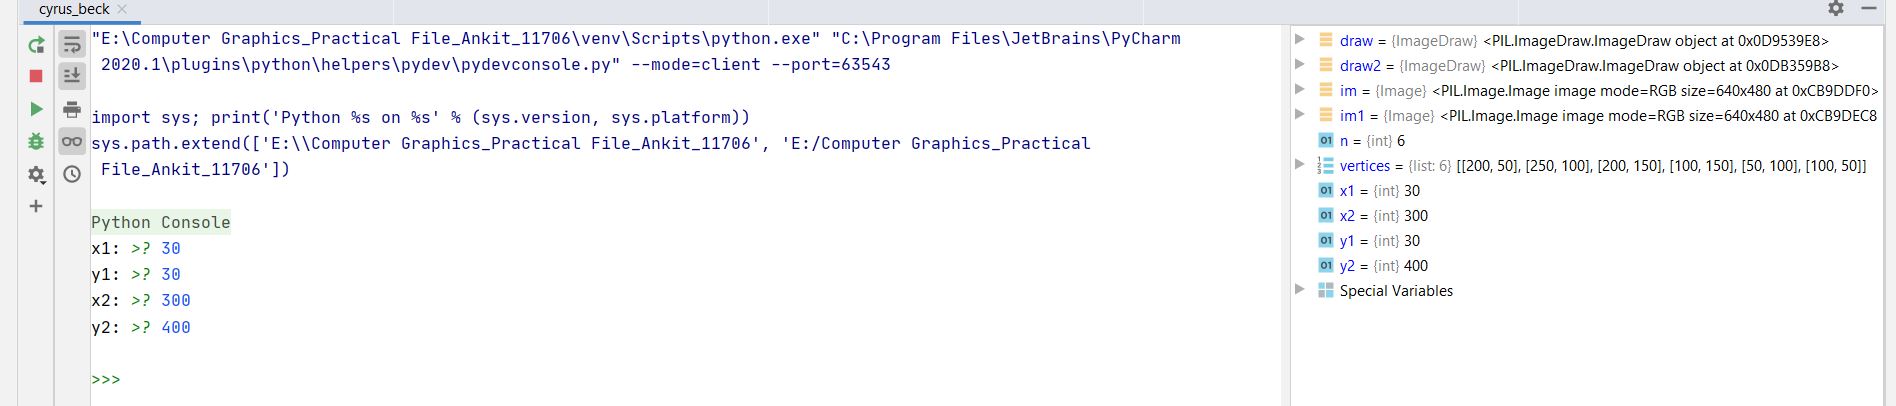 cyrus_beck
"E:\Computer Graphics_Practical File_Ankit_11706\venv\Scripts\python.exe" "C:\Program Files\JetBrains\PyCharm
2020.1\plugins\python\helpers\pydev\pydevconsole.py" --mode=client --port=63543
import sys; print('Python %s on %s' % (sys.version, sys.platform))
sys.path.extend(['E:\\Computer Graphics_Practical File_Ankit_11706', 'E:/Computer Graphics_Practical
File_Ankit_11706'])
Python Console
x1: >? 30
y1: >? 30
x2: >? 300
y2: >? 400
>>>
draw = {ImageDraw} <PIL.ImageDraw.ImageDraw object at 0x0D9539E8>
draw2 = {ImageDraw} <PIL.ImageDraw.ImageDraw object at 0x0DB359B8>
im = {Image} <PIL.Image.Image image mode=RGB size=640x480 at 0xCB9DDF0>
im1 = {Image} <PIL.Image.Image image mode=RGB size=640x480 at 0xCB9DEC8
01 n = {int} 6
vertices = {list: 6} [[200, 50], [250, 100], [200, 150], [100, 150], [50, 100], [100, 50]]
01 x1 = {int} 30
01 x2 = {int} 300
01 y1 = {int} 30
01 y2 = {int} 400
Special Variables